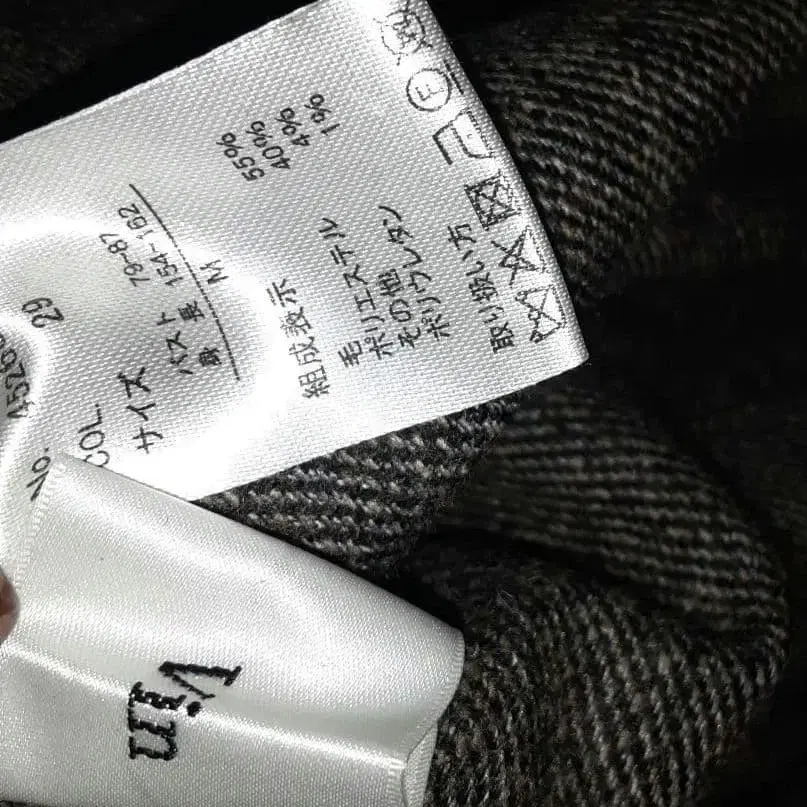 No.
COL. 29
サイズ
バスト 79-87
身 長 154-162
M
組成表示
毛 55%
ポリエステル 40%
その他 4%
ポリウレタン 1%
取り扱い方
F
Vin